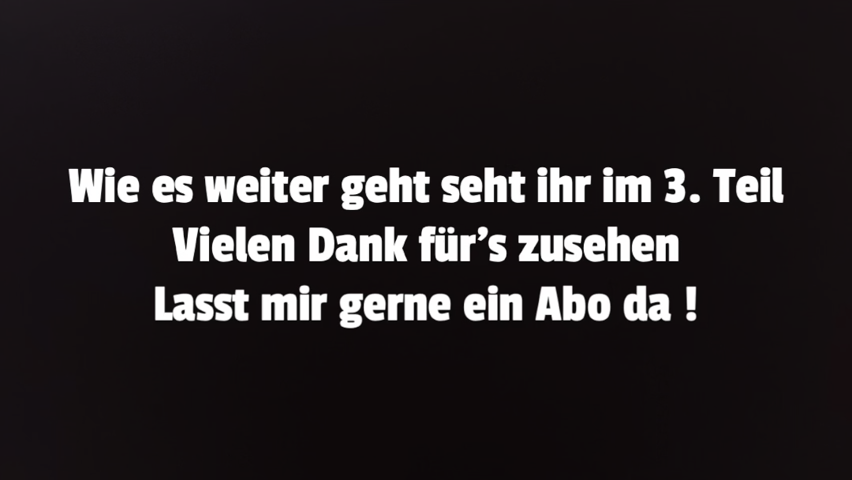 Wie es weiter geht seht ihr im 3. Teil
Vielen Dank für’s zusehen
Lasst mir gerne ein Abo da !